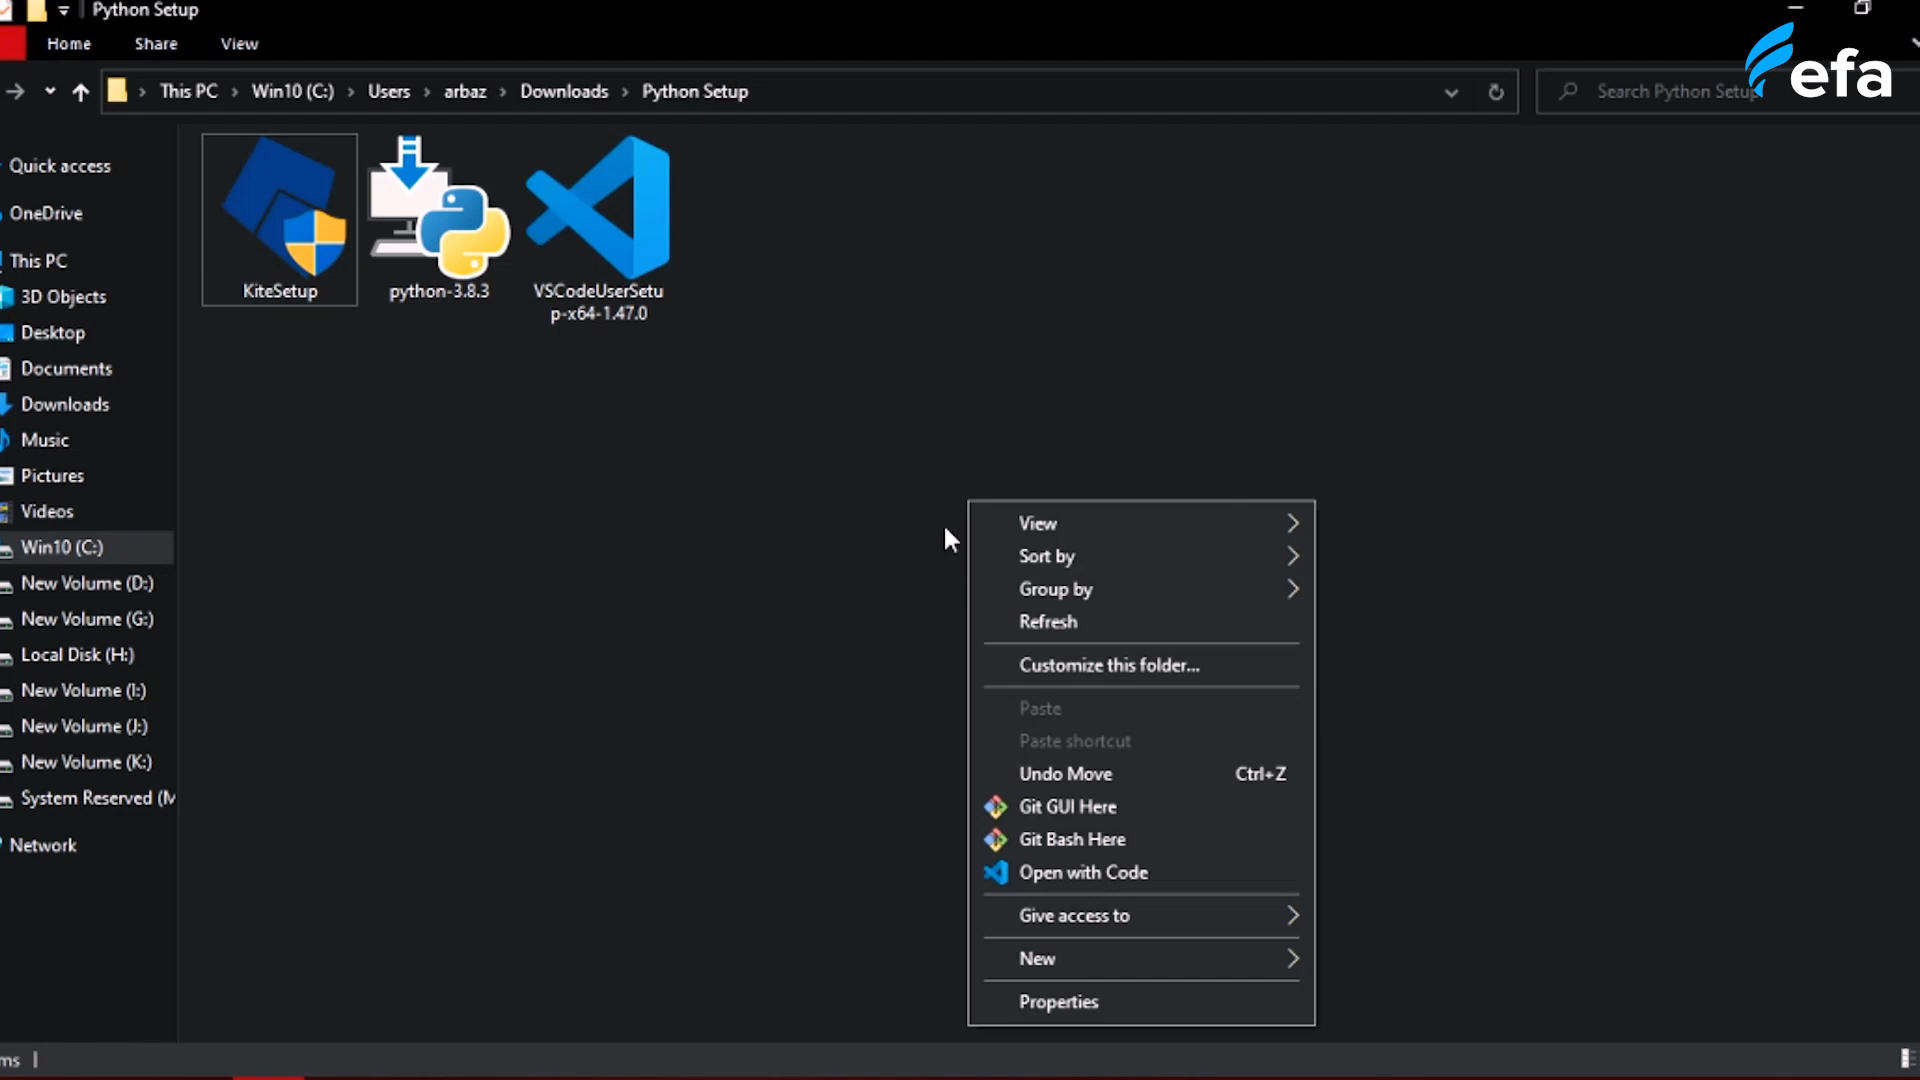 Python Setup
Home Share View
This PC Win10 (C:) Users arbaz Downloads Python Setup
Search Python Setup
efa
Quick access
OneDrive
This PC
3D Objects
Desktop
Documents
Downloads
Music
Pictures
Videos
Win10 (C:)
New Volume (D:)
New Volume (G:)
Local Disk (H:)
New Volume (I:)
New Volume (J:)
New Volume (K:)
System Reserved (M
Network
KiteSetup
python-3.8.3
VSCodeUserSetu
p-x64-1.47.0
View
Sort by
Group by
Refresh
Customize this folder...
Paste
Paste shortcut
Undo Move Ctrl+Z
Git GUI Here
Git Bash Here
Open with Code
Give access to
New
Properties
ms